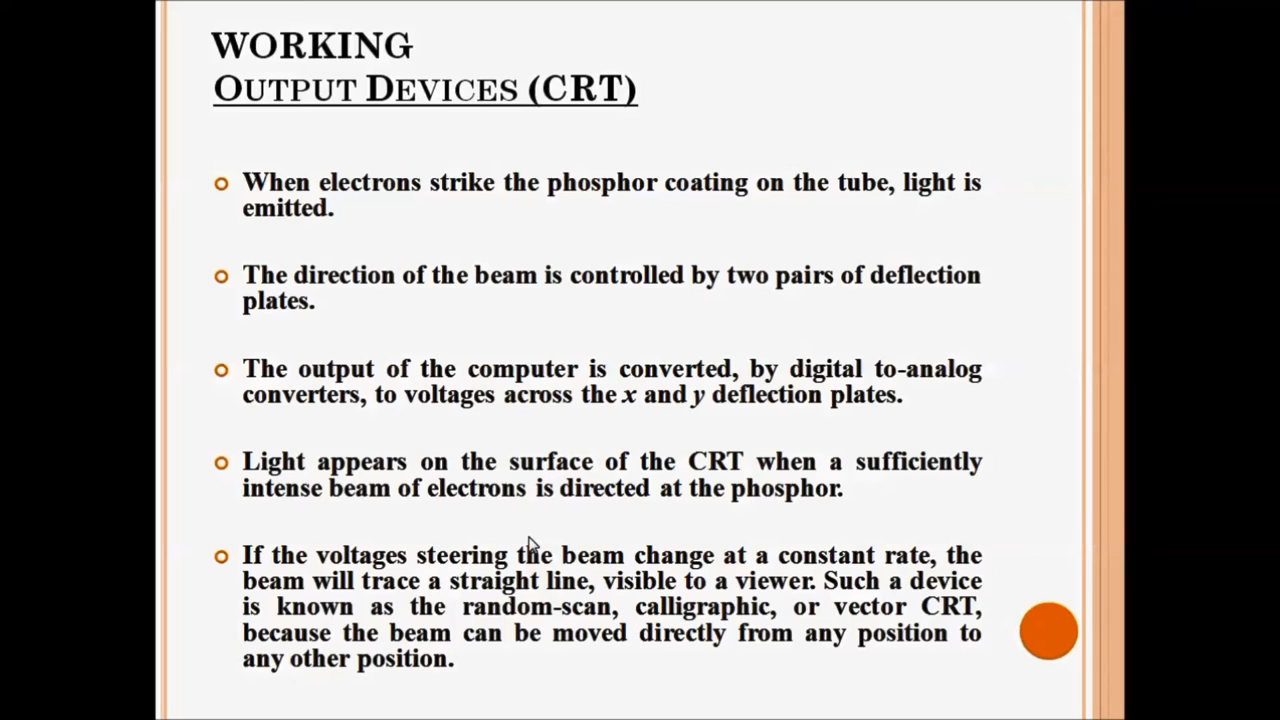 WORKING
OUTPUT DEVICES (CRT)
When electrons strike the phosphor coating on the tube, light is
emitted.
The direction of the beam is controlled by two pairs of deflection
plates.
The output of the computer is converted, by digital to-analog
converters, to voltages across the x and y deflection plates.
Light appears on the surface of the CRT when a sufficiently
intense beam of electrons is directed at the phosphor.
If the voltages steering the beam change at a constant rate, the
beam will trace a straight line, visible to a viewer. Such a device
is known as the random-scan, calligraphic, or vector CRT,
because the beam can be moved directly from any position to
any other position.